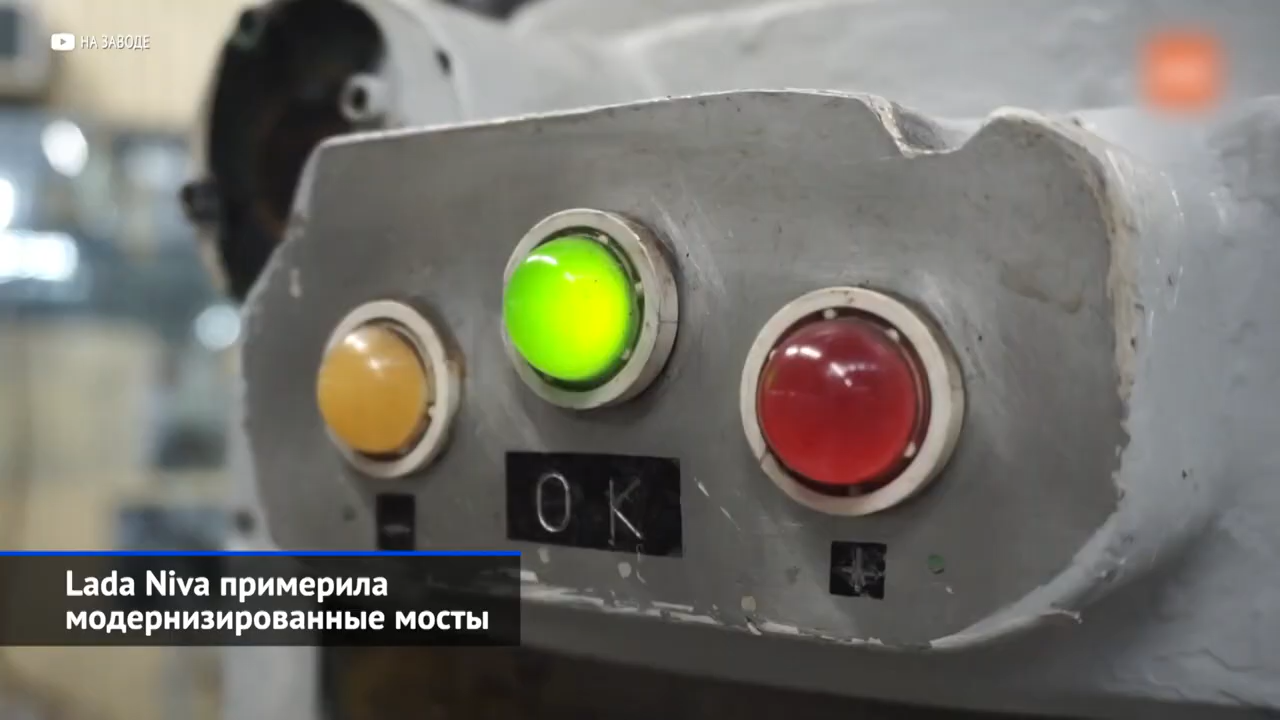 НА ЗАВОДЕ
OK
- +
Lada Niva примерила
модернизированные мосты